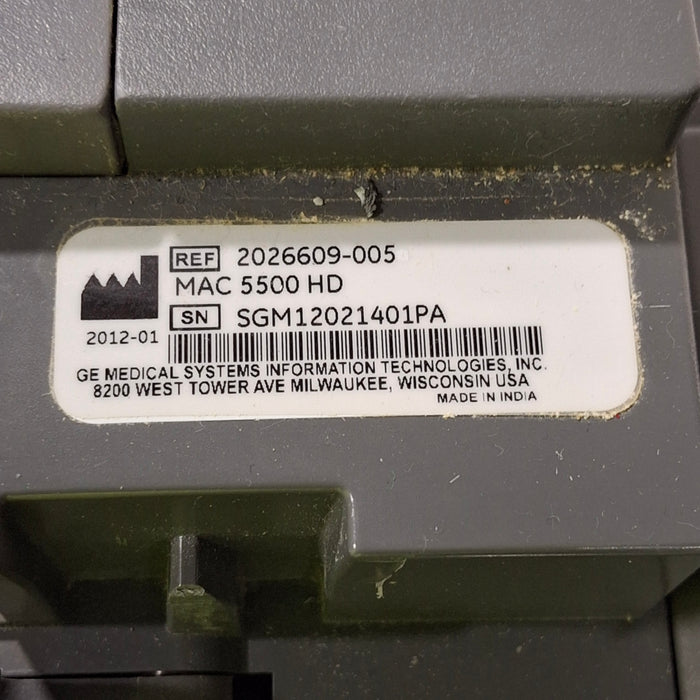 REF 2026609-005
MAC 5500 HD
SN SGM12021401PA
2012-01
GE MEDICAL SYSTEMS INFORMATION TECHNOLOGIES, INC.
8200 WEST TOWER AVE MILWAUKEE, WISCONSIN USA
MADE IN INDIA